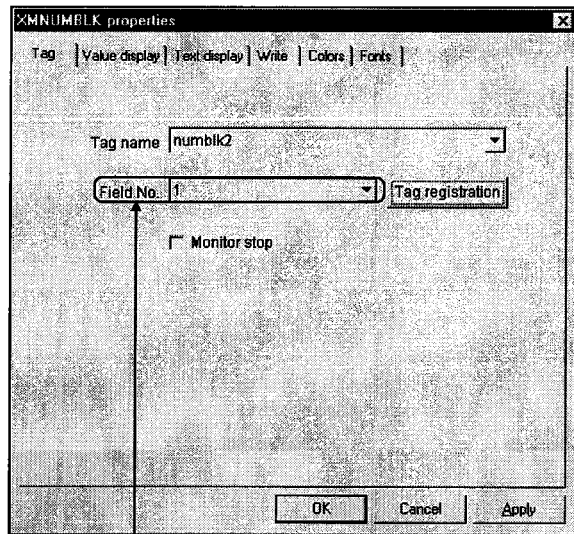 XMNUMBLK properties
Tag Value display Text display Write Colors Fonts
Tag name numblk2
Field No. 1 Tag registration
Monitor stop
OK Cancel Apply